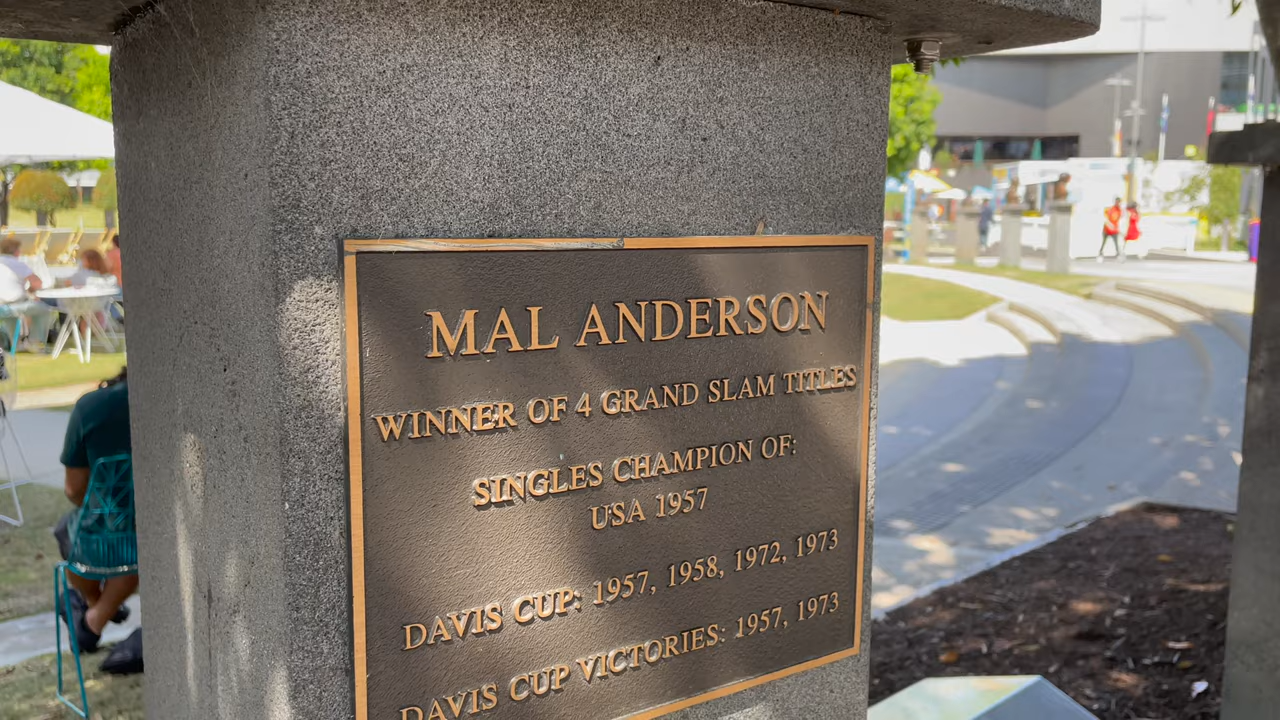 MAL ANDERSON
WINNER OF 4 GRAND SLAM TITLES
SINGLES CHAMPION OF:
USA 1957
DAVIS CUP: 1957, 1958, 1972, 1973
DAVIS CUP VICTORIES: 1957, 1973